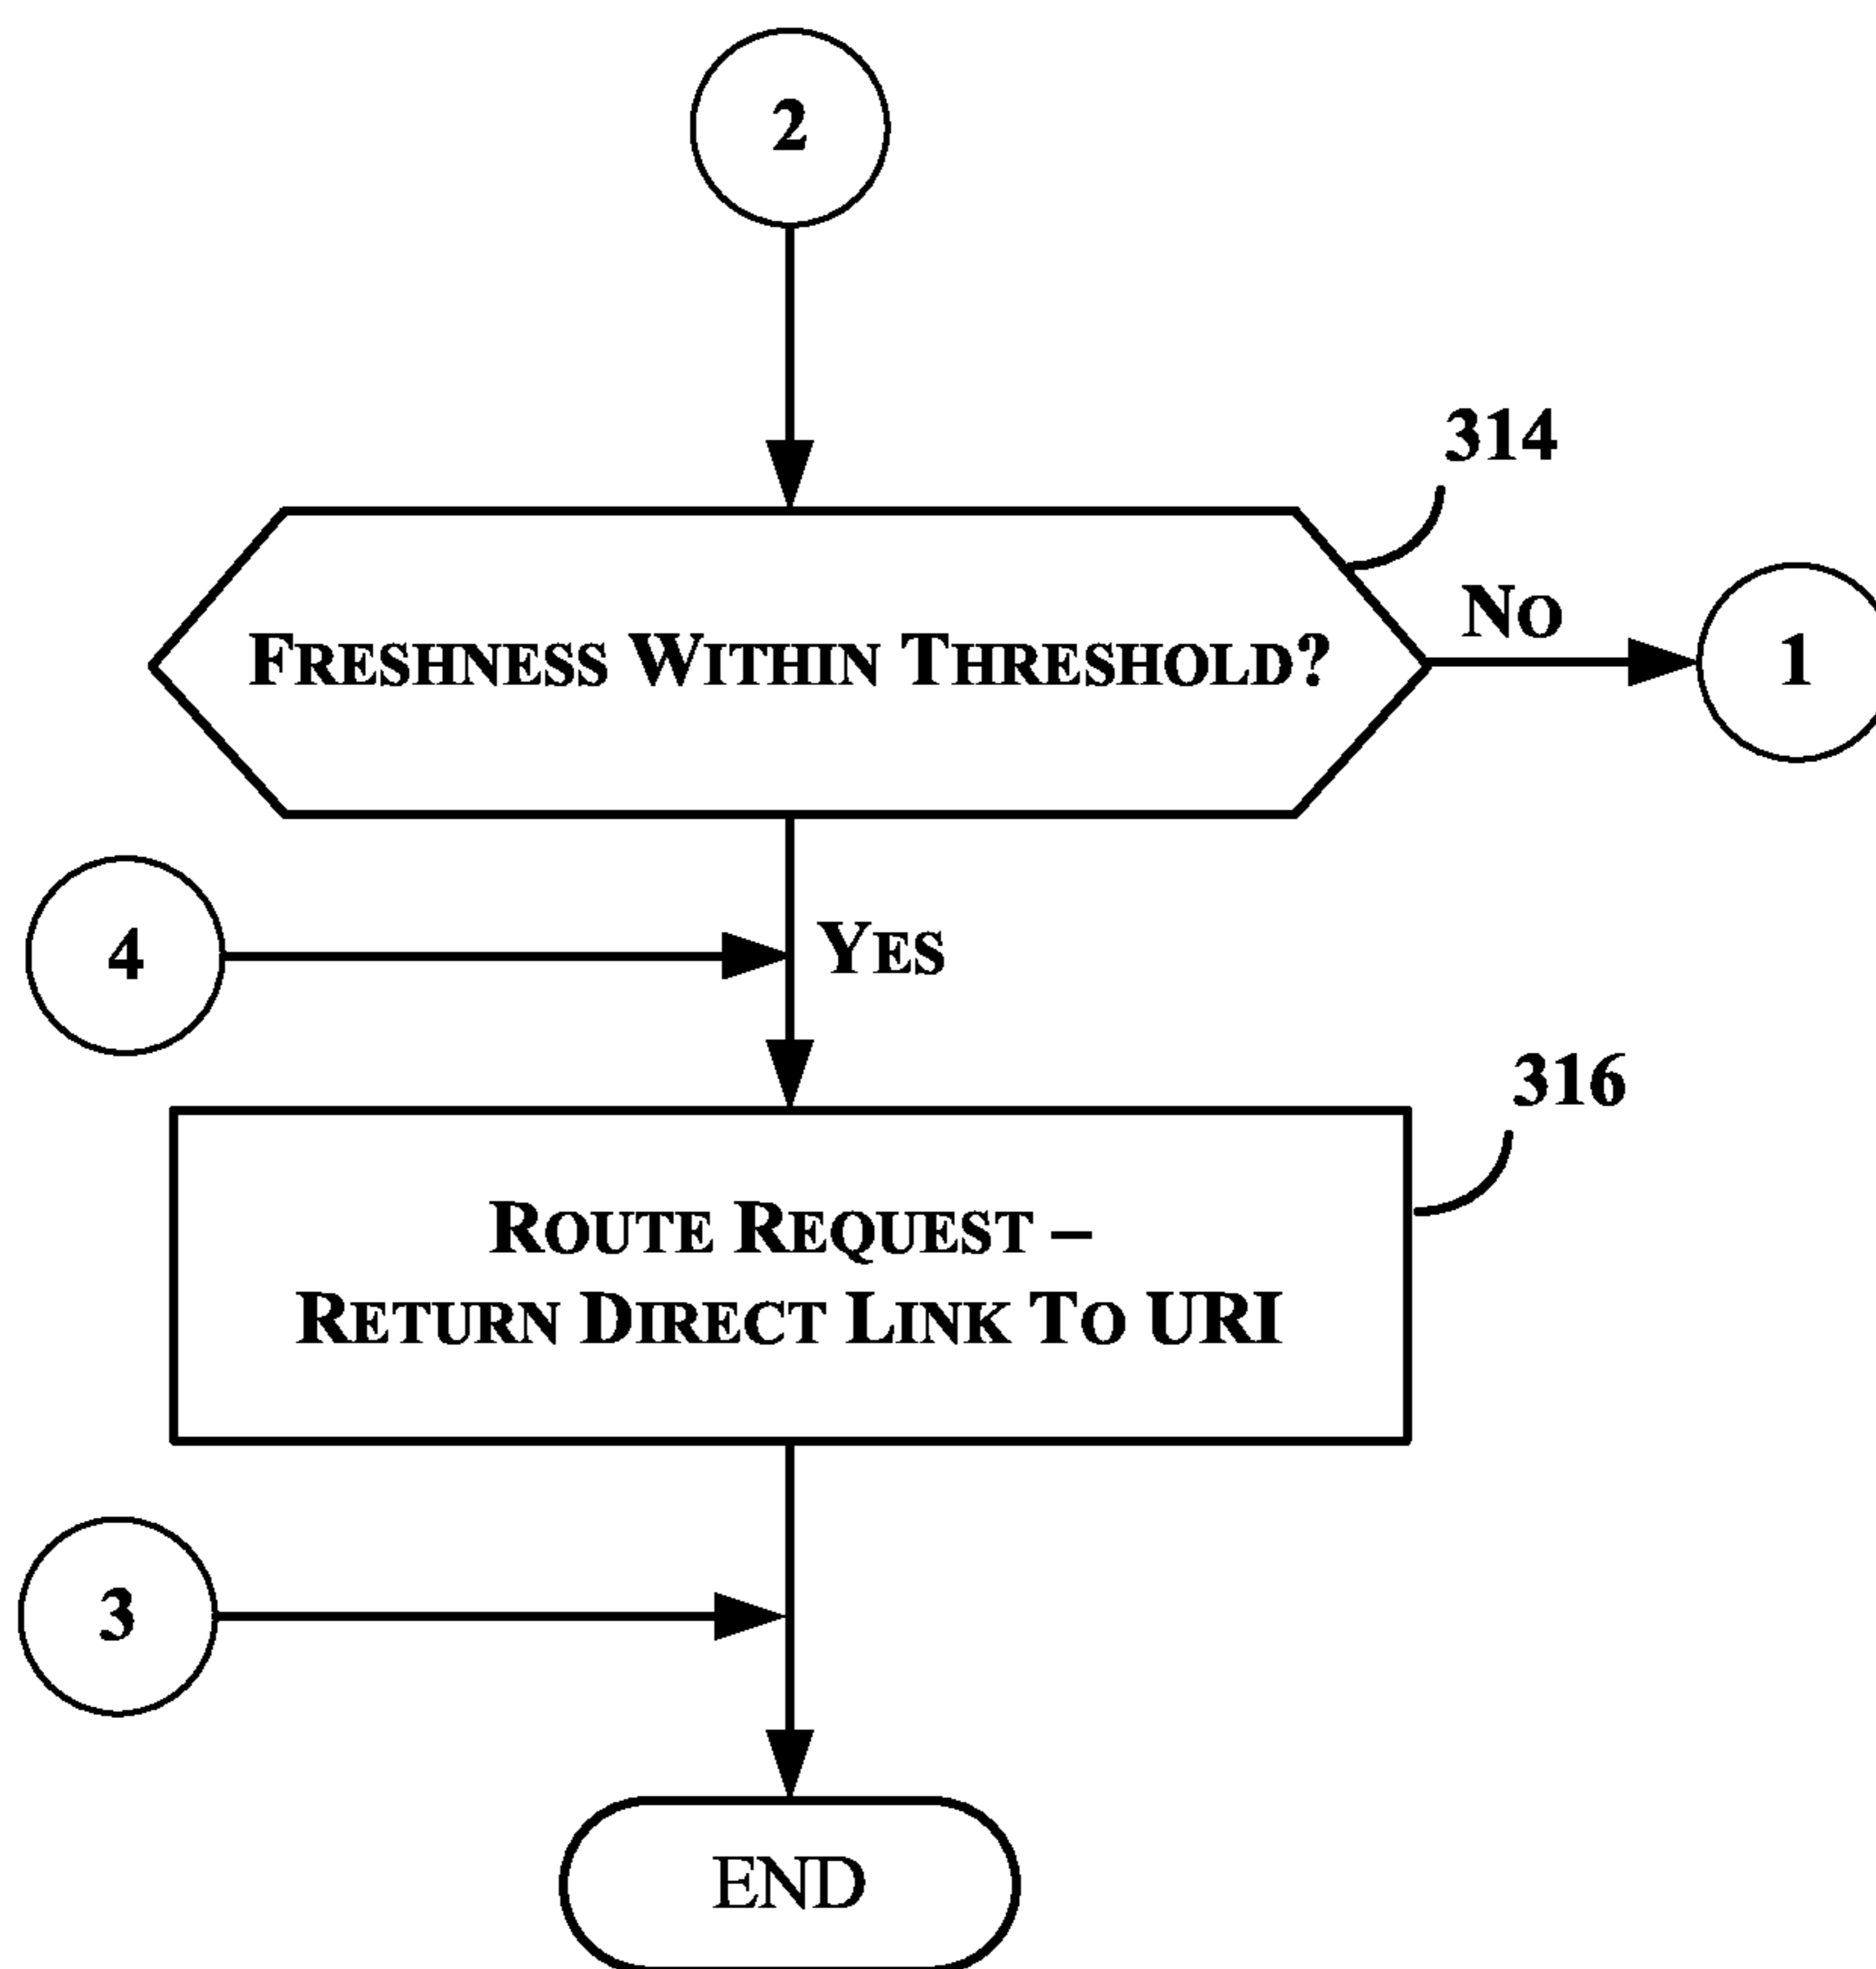 2
314
FRESHNESS WITHIN THRESHOLD?
NO
1
4
YES
316
ROUTE REQUEST –
RETURN DIRECT LINK TO URI
3
END